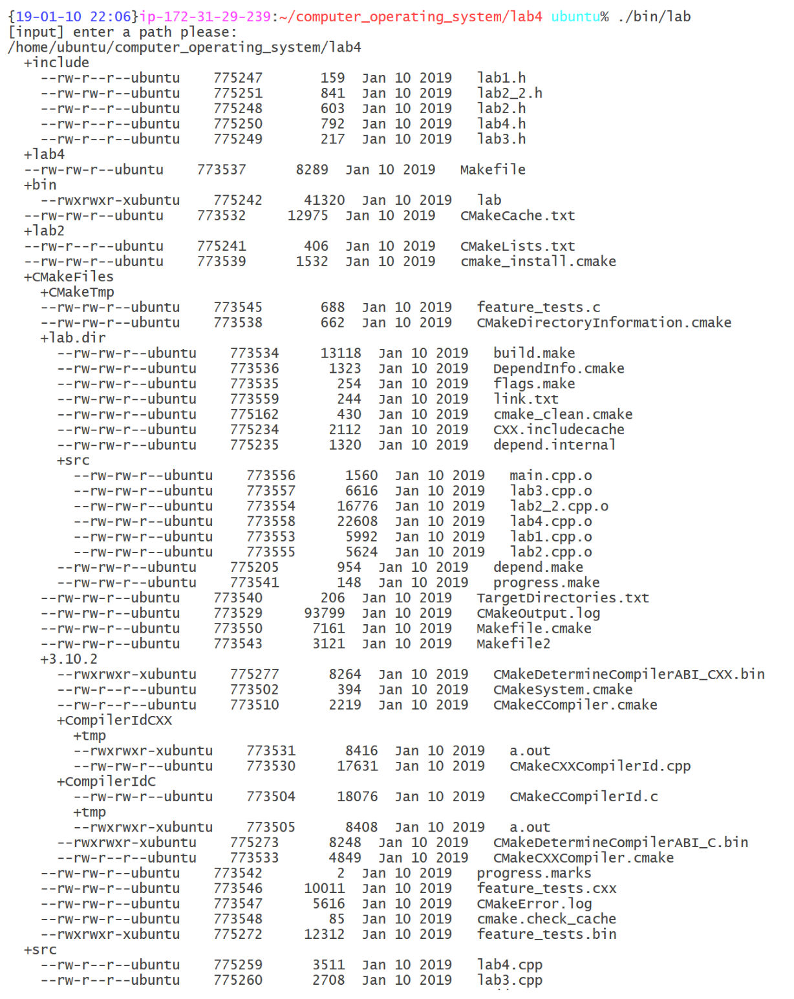 {19-01-10 22:06}ip-172-31-29-239:~/computer_operating_system/lab4 ubuntu% ./bin/lab
[input] enter a path please:
/home/ubuntu/computer_operating_system/lab4
  +include
    --rw-r--r--ubuntu    775247       159  Jan 10 2019   lab1.h
    --rw-rw-r--ubuntu    775251       841  Jan 10 2019   lab2_2.h
    --rw-r--r--ubuntu    775248       603  Jan 10 2019   lab2.h
    --rw-rw-r--ubuntu    775250       792  Jan 10 2019   lab4.h
    --rw-r--r--ubuntu    775249       217  Jan 10 2019   lab3.h
  +lab4
  --rw-rw-r--ubuntu    773537      8289  Jan 10 2019   Makefile
  +bin
    --rwxrwxr-xubuntu    775242     41320  Jan 10 2019   lab
  --rw-rw-r--ubuntu    773532     12975  Jan 10 2019   CMakeCache.txt
  +lab2
  --rw-r--r--ubuntu    775241       406  Jan 10 2019   CMakeLists.txt
  --rw-rw-r--ubuntu    773539      1532  Jan 10 2019   cmake_install.cmake
  +CMakeFiles
    +CMakeTmp
    --rw-rw-r--ubuntu    773545       688  Jan 10 2019   feature_tests.c
    --rw-rw-r--ubuntu    773538       662  Jan 10 2019   CMakeDirectoryInformation.cmake
    +lab.dir
      --rw-rw-r--ubuntu    773534     13118  Jan 10 2019   build.make
      --rw-rw-r--ubuntu    773536      1323  Jan 10 2019   DependInfo.cmake
      --rw-rw-r--ubuntu    773535       254  Jan 10 2019   flags.make
      --rw-rw-r--ubuntu    773559       244  Jan 10 2019   link.txt
      --rw-rw-r--ubuntu    775162       430  Jan 10 2019   cmake_clean.cmake
      --rw-rw-r--ubuntu    775234      2112  Jan 10 2019   CXX.includecache
      --rw-rw-r--ubuntu    775235      1320  Jan 10 2019   depend.internal
      +src
        --rw-rw-r--ubuntu    773556      1560  Jan 10 2019   main.cpp.o
        --rw-rw-r--ubuntu    773557      6616  Jan 10 2019   lab3.cpp.o
        --rw-rw-r--ubuntu    773554     16776  Jan 10 2019   lab2_2.cpp.o
        --rw-rw-r--ubuntu    773558     22608  Jan 10 2019   lab4.cpp.o
        --rw-rw-r--ubuntu    773553      5992  Jan 10 2019   lab1.cpp.o
        --rw-rw-r--ubuntu    773555      5624  Jan 10 2019   lab2.cpp.o
      --rw-rw-r--ubuntu    775205       954  Jan 10 2019   depend.make
      --rw-rw-r--ubuntu    773541       148  Jan 10 2019   progress.make
    --rw-rw-r--ubuntu    773540       206  Jan 10 2019   TargetDirectories.txt
    --rw-rw-r--ubuntu    773529     93799  Jan 10 2019   CMakeOutput.log
    --rw-rw-r--ubuntu    773550      7161  Jan 10 2019   Makefile.cmake
    --rw-rw-r--ubuntu    773543      3121  Jan 10 2019   Makefile2
    +3.10.2
      --rwxrwxr-xubuntu    775277      8264  Jan 10 2019   CMakeDetermineCompilerABI_CXX.bin
      --rw-r--r--ubuntu    773502       394  Jan 10 2019   CMakeSystem.cmake
      --rw-r--r--ubuntu    773510      2219  Jan 10 2019   CMakeCCompiler.cmake
      +CompilerIdCXX
        +tmp
        --rwxrwxr-xubuntu    773531      8416  Jan 10 2019   a.out
        --rw-rw-r--ubuntu    773530     17631  Jan 10 2019   CMakeCXXCompilerId.cpp
      +CompilerIdC
        --rw-rw-r--ubuntu    773504     18076  Jan 10 2019   CMakeCCompilerId.c
        +tmp
        --rwxrwxr-xubuntu    773505      8408  Jan 10 2019   a.out
      --rwxrwxr-xubuntu    775273      8248  Jan 10 2019   CMakeDetermineCompilerABI_C.bin
      --rw-r--r--ubuntu    773533      4849  Jan 10 2019   CMakeCXXCompiler.cmake
    --rw-rw-r--ubuntu    773542         2  Jan 10 2019   progress.marks
    --rw-rw-r--ubuntu    773546     10011  Jan 10 2019   feature_tests.cxx
    --rw-rw-r--ubuntu    773547      5616  Jan 10 2019   CMakeError.log
    --rw-rw-r--ubuntu    773548        85  Jan 10 2019   cmake.check_cache
    --rwxrwxr-xubuntu    775272     12312  Jan 10 2019   feature_tests.bin
  +src
    --rw-r--r--ubuntu    775259      3511  Jan 10 2019   lab4.cpp
    --rw-r--r--ubuntu    775260      2708  Jan 10 2019   lab3.cpp